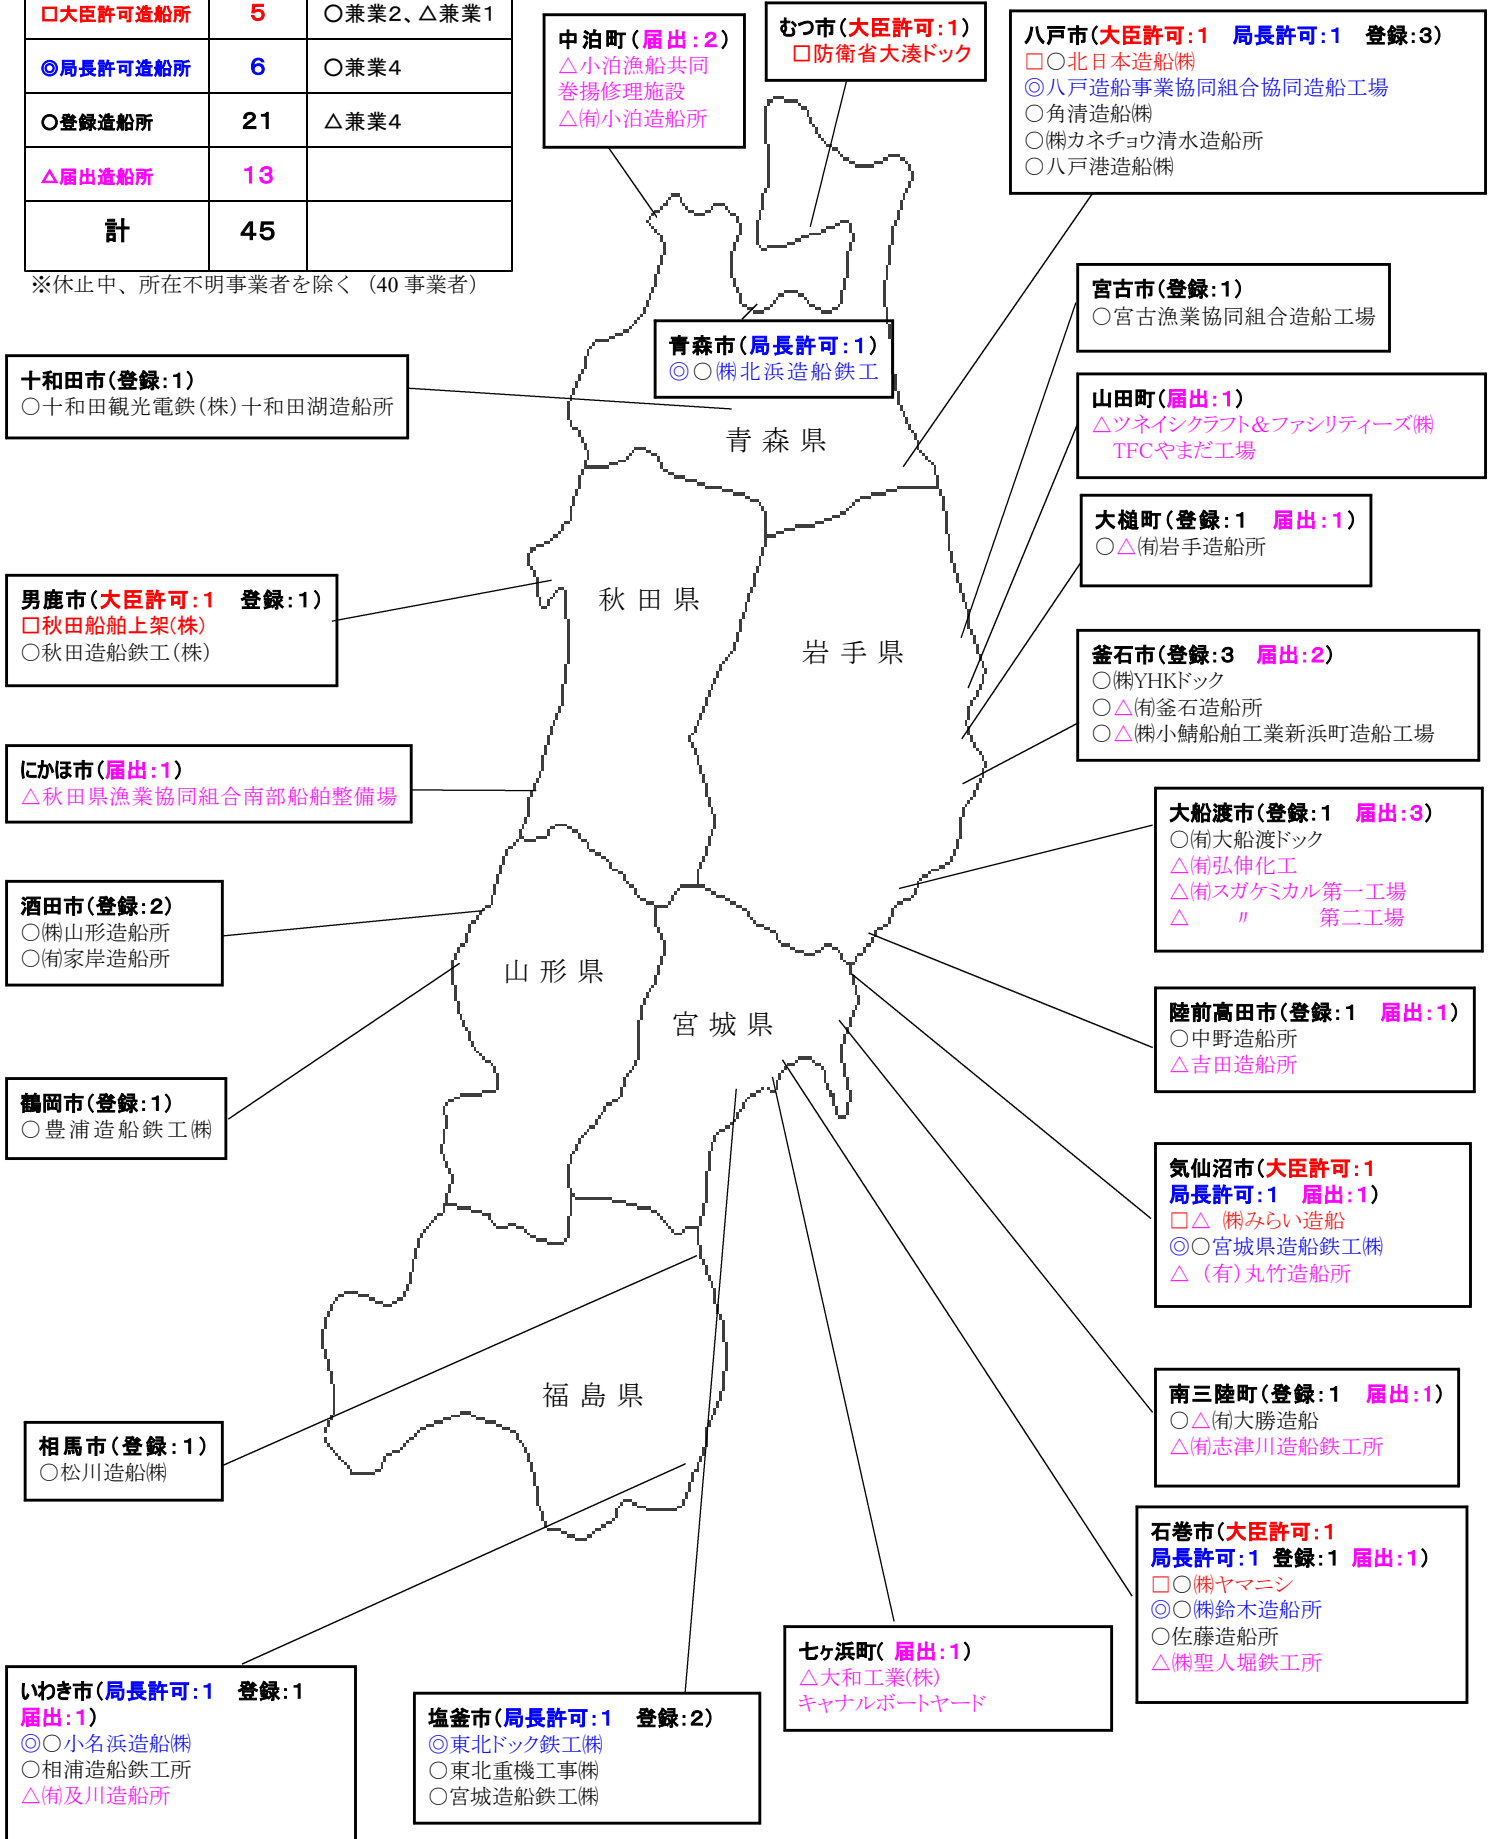 □大臣許可造船所 5 ○兼業2、△兼業1
◎局長許可造船所 6 ○兼業4
○登録造船所 21 △兼業4
△届出造船所 13
計 45
※休止中、所在不明事業者を除く（40 事業者）
中泊町(届出:2)
△小泊漁船共同
巻揚修理施設
△㈲小泊造船所
むつ市(大臣許可:1)
□防衛省大湊ドック
八戸市(大臣許可:1 局長許可:1 登録:3)
□○北日本造船㈱
◎八戸造船事業協同組合協同造船工場
○角清造船㈱
○㈱カネチョウ清水造船所
○八戸港造船㈱
青森市(局長許可:1)
◎○㈱北浜造船鉄工
宮古市(登録:1)
○宮古漁業協同組合造船工場
十和田市(登録:1)
○十和田観光電鉄(株)十和田湖造船所
山田町(届出:1)
△ツネイシクラフト&ファシリティーズ㈱
TFCやまだ工場
青森県
大槌町(登録:1 届出:1)
○△㈲岩手造船所
男鹿市(大臣許可:1 登録:1)
□秋田船舶上架(株)
○秋田造船鉄工(株)
秋田県
岩手県
釜石市(登録:3 届出:2)
○㈱YHKドック
○△㈲釜石造船所
○△㈱小鯖船舶工業新浜町造船工場
にかほ市(届出:1)
△秋田県漁業協同組合南部船舶整備場
大船渡市(登録:1 届出:3)
○㈲大船渡ドック
△㈲弘伸化工
△㈲スガケミカル第一工場
△ 〃 第二工場
酒田市(登録:2)
○㈱山形造船所
○㈲家岸造船所
山形県
宮城県
陸前高田市(登録:1 届出:1)
○中野造船所
△吉田造船所
鶴岡市(登録:1)
○豊浦造船鉄工㈱
気仙沼市(大臣許可:1
局長許可:1 届出:1)
□△ ㈱みらい造船
◎○宮城県造船鉄工㈱
△ (有)丸竹造船所
南三陸町(登録:1 届出:1)
○△㈲大勝造船
△㈲志津川造船鉄工所
福島県
相馬市(登録:1)
○松川造船㈱
石巻市(大臣許可:1
局長許可:1 登録:1 届出:1)
□○㈱ヤマニシ
◎○㈱鈴木造船所
○佐藤造船所
△㈱聖人堀鉄工所
七ヶ浜町( 届出:1)
△大和工業(株)
キャナルボートヤード
いわき市(局長許可:1 登録:1
届出:1)
◎○小名浜造船㈱
○相浦造船鉄工所
△㈲及川造船所
塩釜市(局長許可:1 登録:2)
◎東北ドック鉄工㈱
○東北重機工事㈱
○宮城造船鉄工㈱